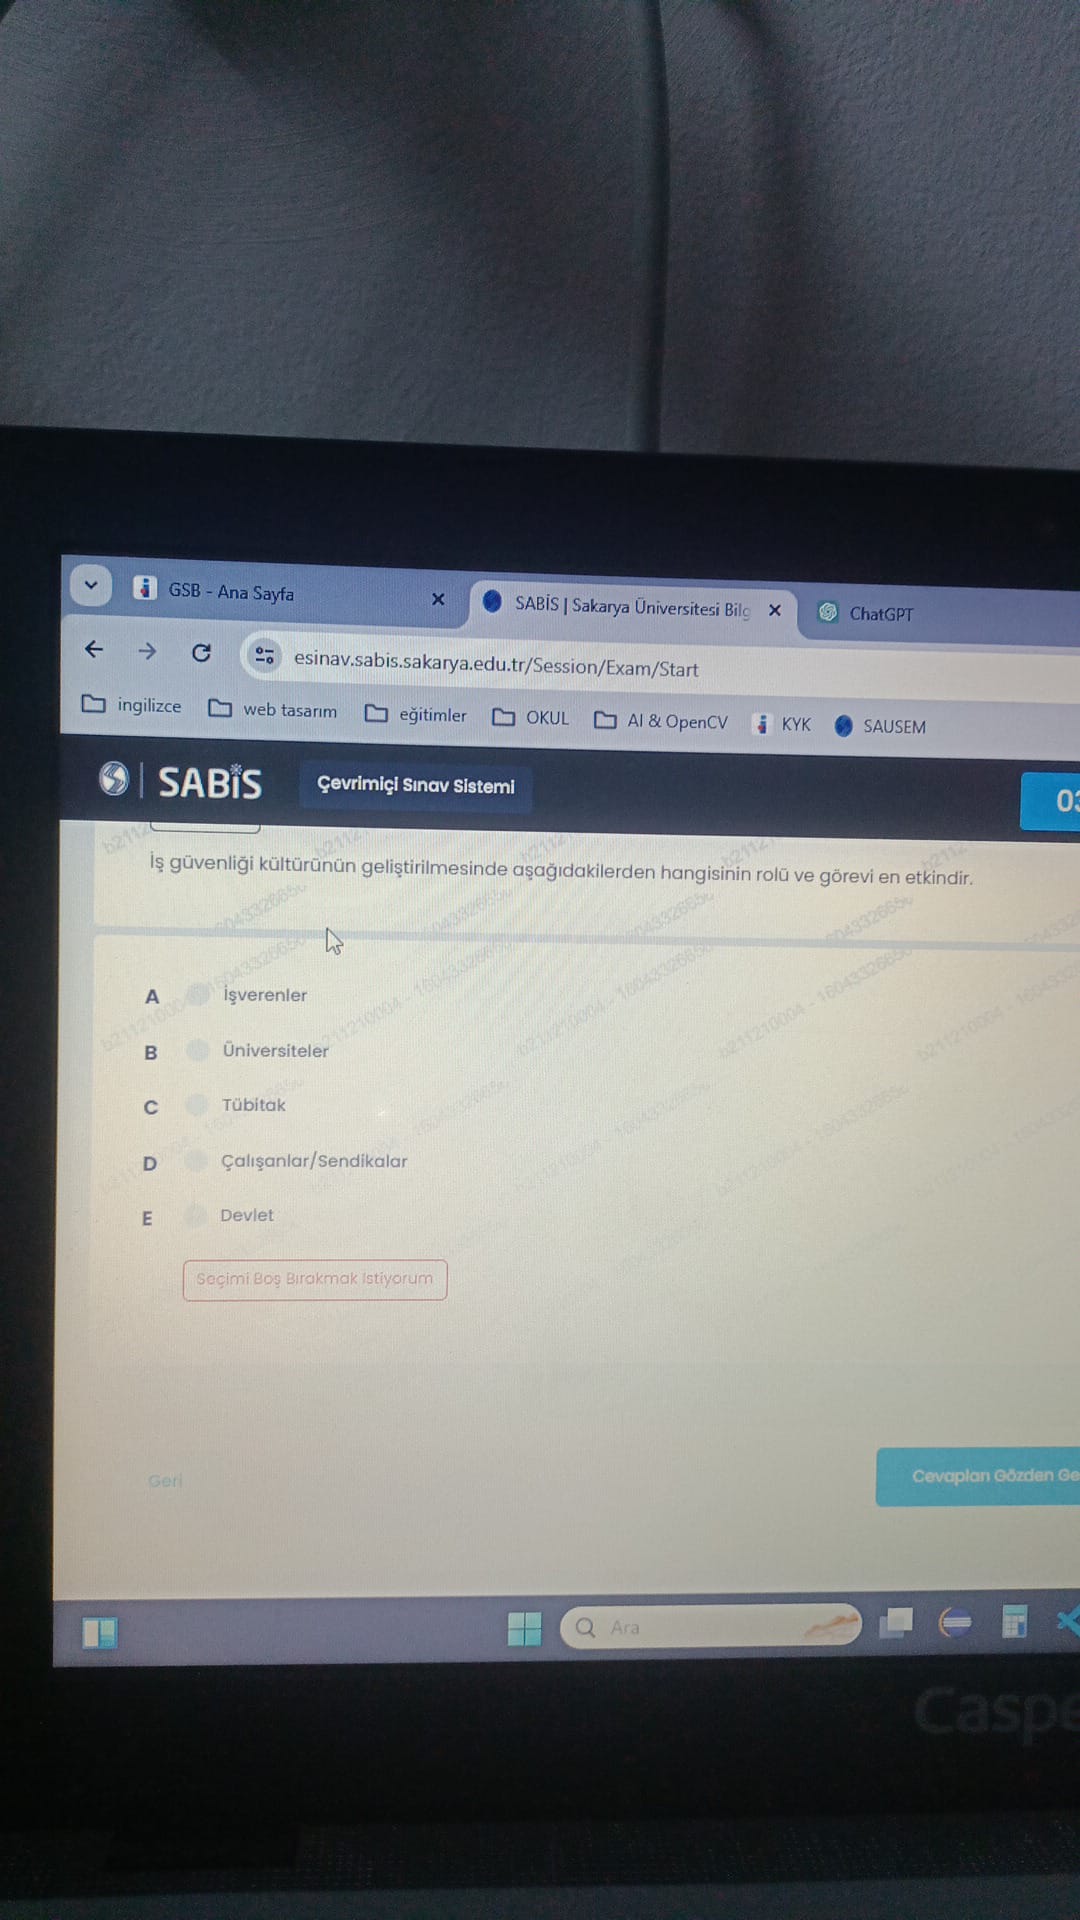 GSB - Ana Sayfa
SABİS | Sakarya Üniversitesi Bilg
ChatGPT
esinav.sabis.sakarya.edu.tr/Session/Exam/Start
ingilizce
web tasarım
eğitimler
OKUL
AI & OpenCV
KYK
SAUSEM
SABİS
Çevrimiçi Sınav Sistemi
03
İş güvenliği kültürünün geliştirilmesinde aşağıdakilerden hangisinin rolü ve görevi en etkindir.
A İşverenler
B Üniversiteler
C Tübitak
D Çalışanlar/Sendikalar
E Devlet
Seçimi Boş Bırakmak İstiyorum
Geri
Cevapları Gözden Ge
Ara
Caspe